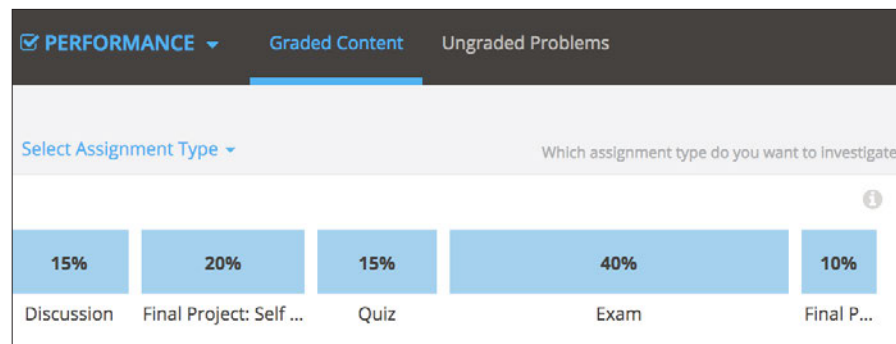 PERFORMANCE Graded Content Ungraded Problems
Select Assignment Type Which assignment type do you want to investigate
15% 20% 15% 40% 10%
Discussion Final Project: Self ... Quiz Exam Final P...